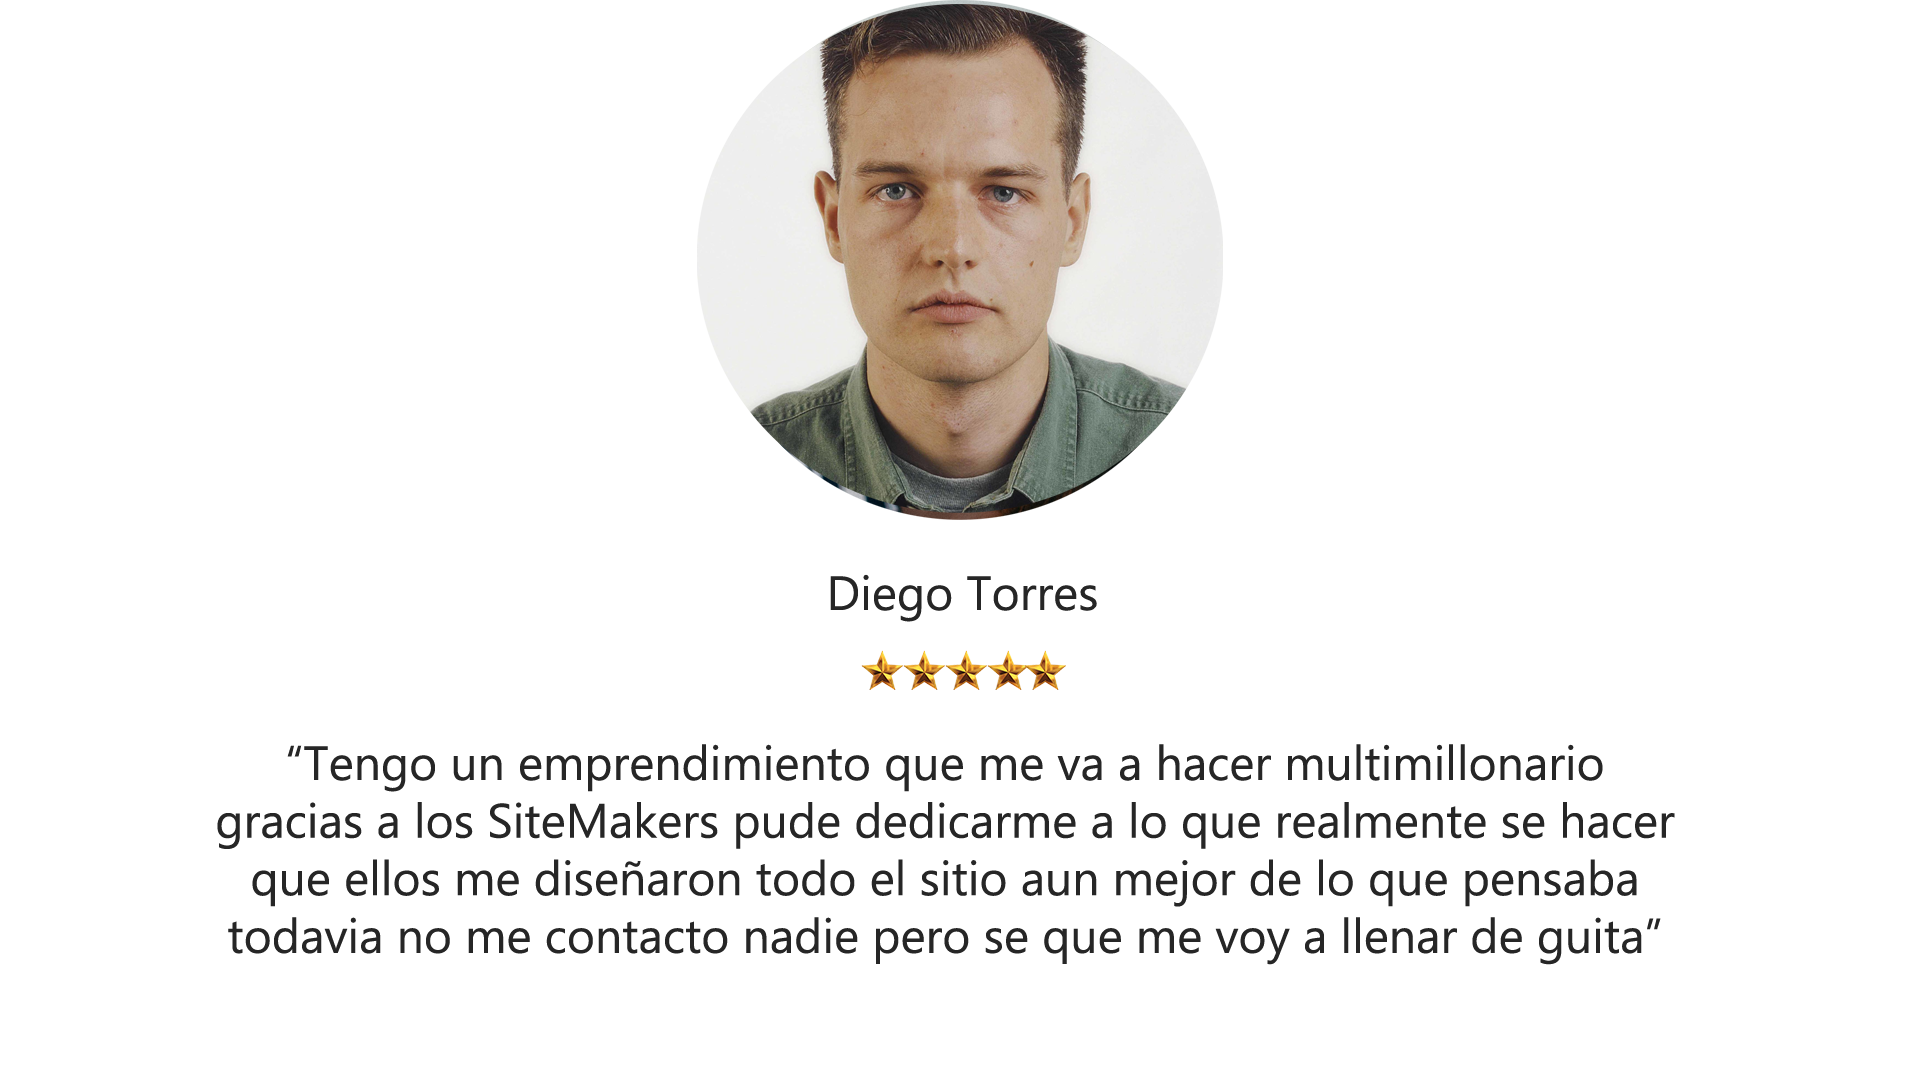 Diego Torres
“Tengo un emprendimiento que me va a hacer multimillonario
gracias a los SiteMakers pude dedicarme a lo que realmente se hacer
que ellos me diseñaron todo el sitio aun mejor de lo que pensaba
todavia no me contacto nadie pero se que me voy a llenar de guita”